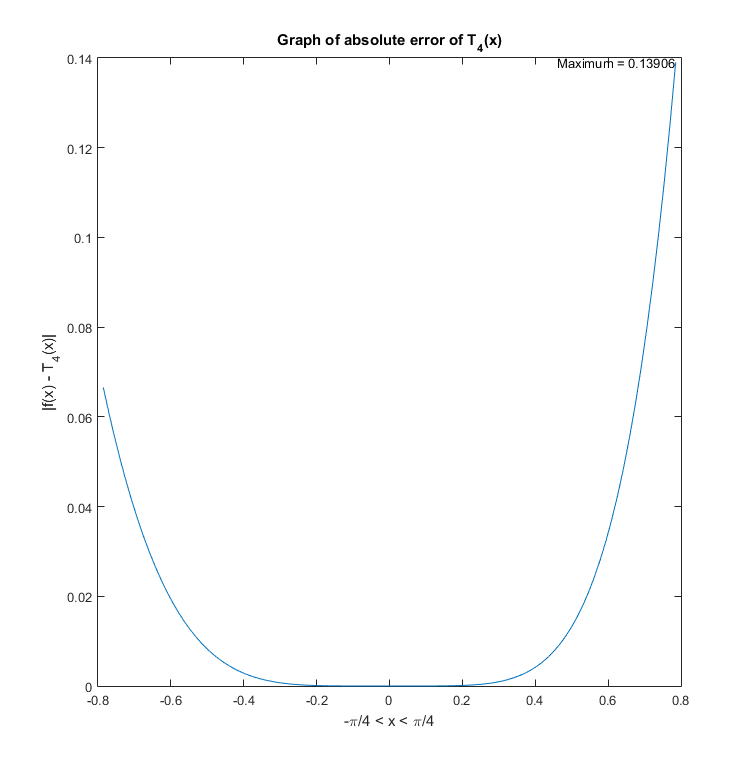 Graph of absolute error of T4(x)
Maximum = 0.13906
0.14
0.12
0.1
0.08
0.06
0.04
0.02
0
|f(x) - T4(x)|
-0.8 -0.6 -0.4 -0.2 0 0.2 0.4 0.6 0.8
-π/4 < x < π/4